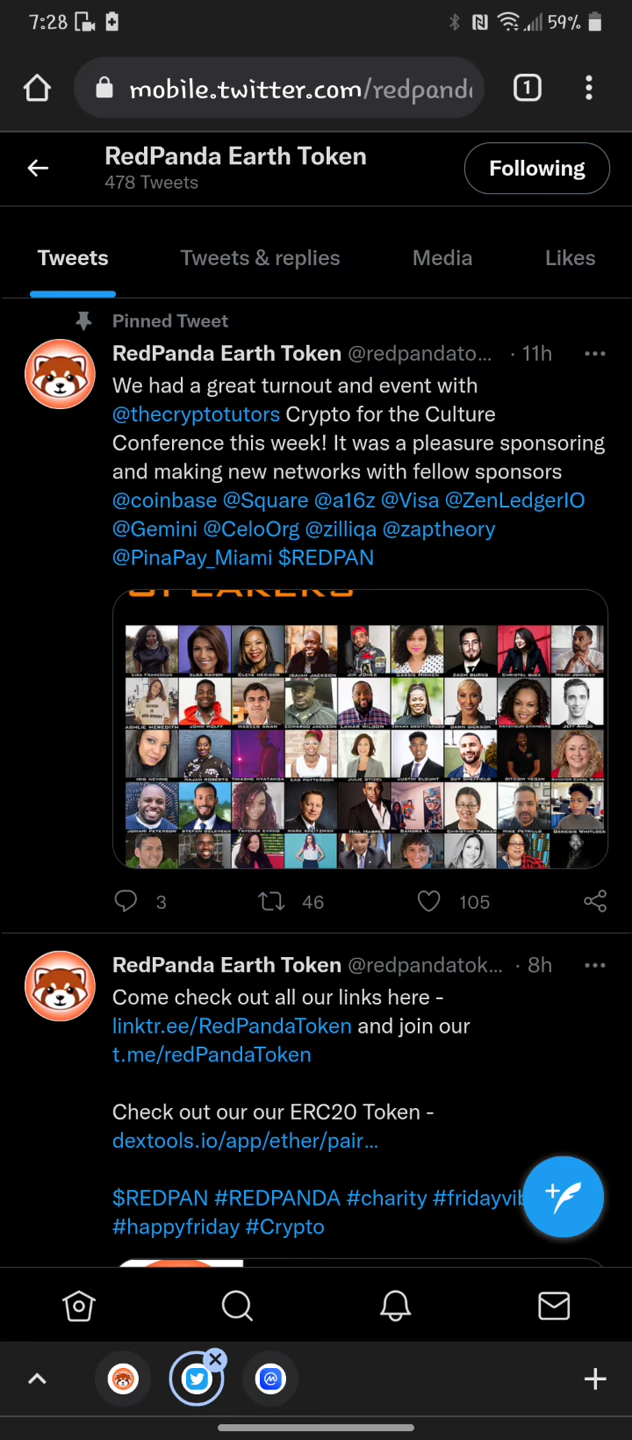 7:28
59%
mobile.twitter.com/redpand
1
RedPanda Earth Token
478 Tweets
Following
Tweets
Tweets & replies
Media
Likes
Pinned Tweet
RedPanda Earth Token @redpandato... · 11h
We had a great turnout and event with
@thecryptotutors Crypto for the Culture
Conference this week! It was a pleasure sponsoring
and making new networks with fellow sponsors
@coinbase @Square @a16z @Visa @ZenLedgerIO
@Gemini @CeloOrg @zilliqa @zaptheory
@PinaPay_Miami $REDPAN
SPEAKERS
3
46
105
RedPanda Earth Token @redpandatok... · 8h
Come check out all our links here -
linktr.ee/RedPandaToken and join our
t.me/redPandaToken
Check out our our ERC20 Token -
dextools.io/app/ether/pair...
$REDPAN #REDPANDA #charity #fridayvib
#happyfriday #Crypto